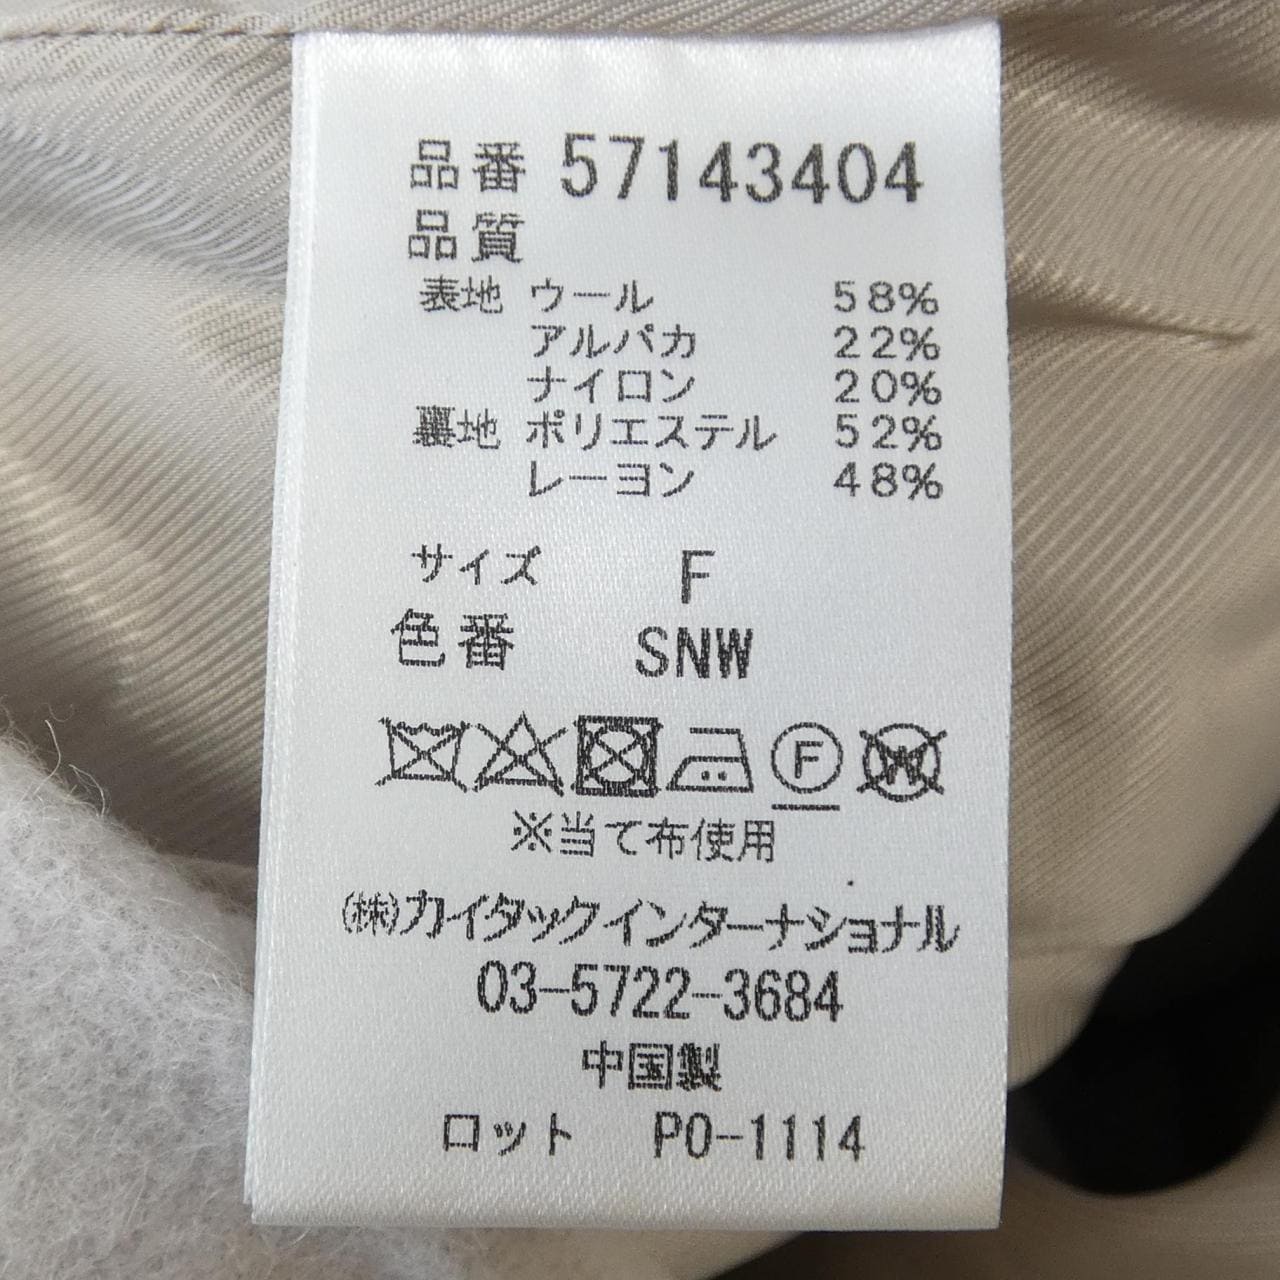 品番 57143404
品質
表地 ウール 58%
アルパカ 22%
ナイロン 20%
裏地 ポリエステル 52%
レーヨン 48%
サイズ F
色番 SNW
F W
※当て布使用
㈱カイタックインターナショナル
03-5722-3684
中国製
ロット PO-1114